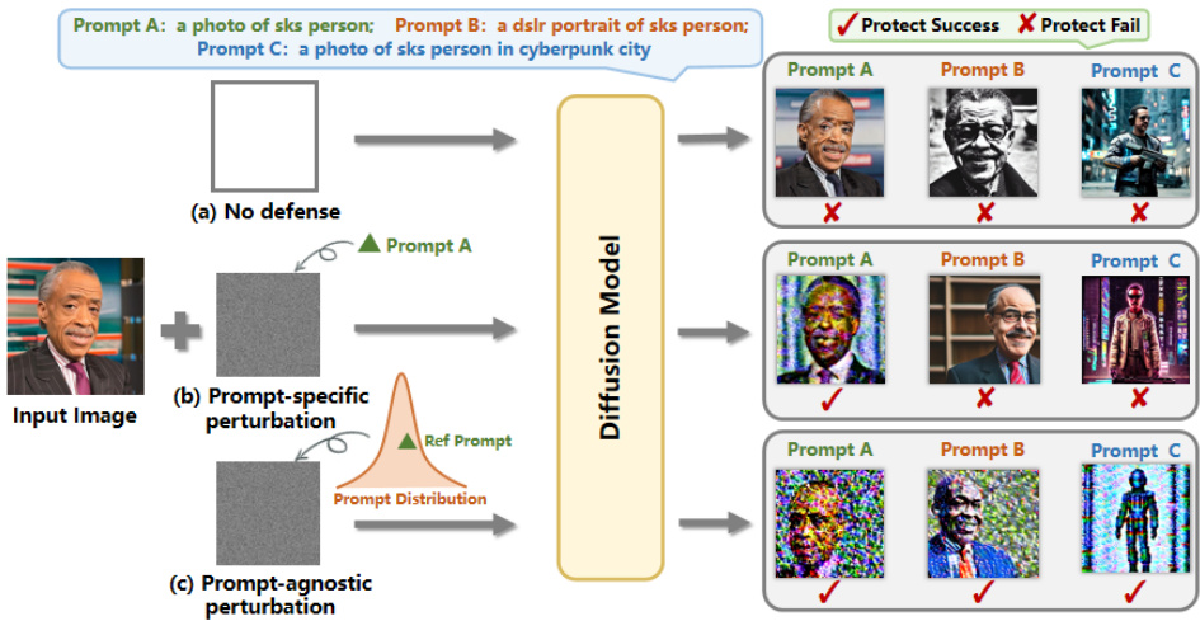 Prompt A: a photo of sks person; Prompt B: a dslr portrait of sks person;
Prompt C: a photo of sks person in cyberpunk city
✓ Protect Success ✗ Protect Fail
Prompt A Prompt B Prompt C
✗ ✗ ✗
(a) No defense
Prompt A
Prompt A Prompt B Prompt C
✓ ✗ ✗
Input Image
(b) Prompt-specific
perturbation
Diffusion Model
Ref Prompt
Prompt Distribution
Prompt A Prompt B Prompt C
✓ ✓ ✓
(c) Prompt-agnostic
perturbation